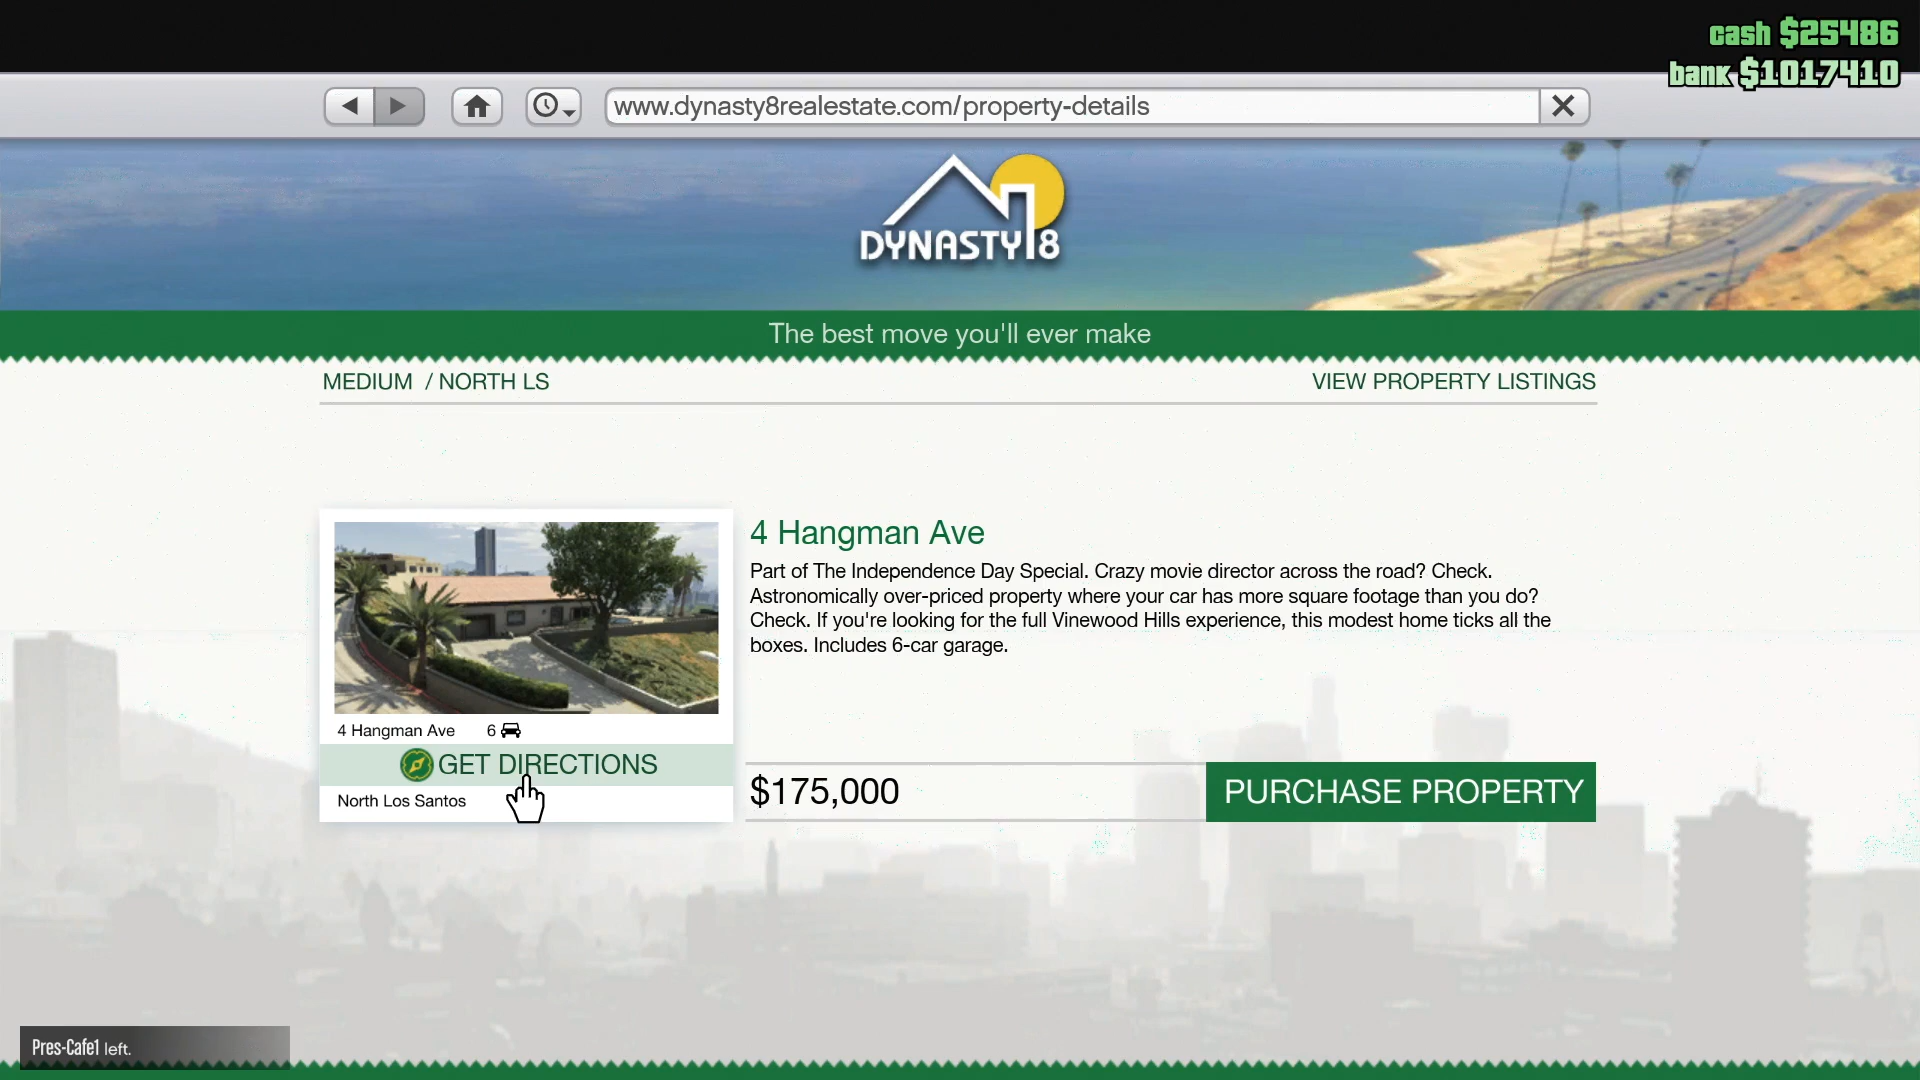 cash $25486
bank $1017410
www.dynasty8realestate.com/property-details
DYNASTY 8
The best move you'll ever make
MEDIUM / NORTH LS
VIEW PROPERTY LISTINGS
4 Hangman Ave
Part of The Independence Day Special. Crazy movie director across the road? Check.
Astronomically over-priced property where your car has more square footage than you do?
Check. If you're looking for the full Vinewood Hills experience, this modest home ticks all the
boxes. Includes 6-car garage.
4 Hangman Ave 6
GET DIRECTIONS
North Los Santos
$175,000
PURCHASE PROPERTY
Pres-Cafe1 left.